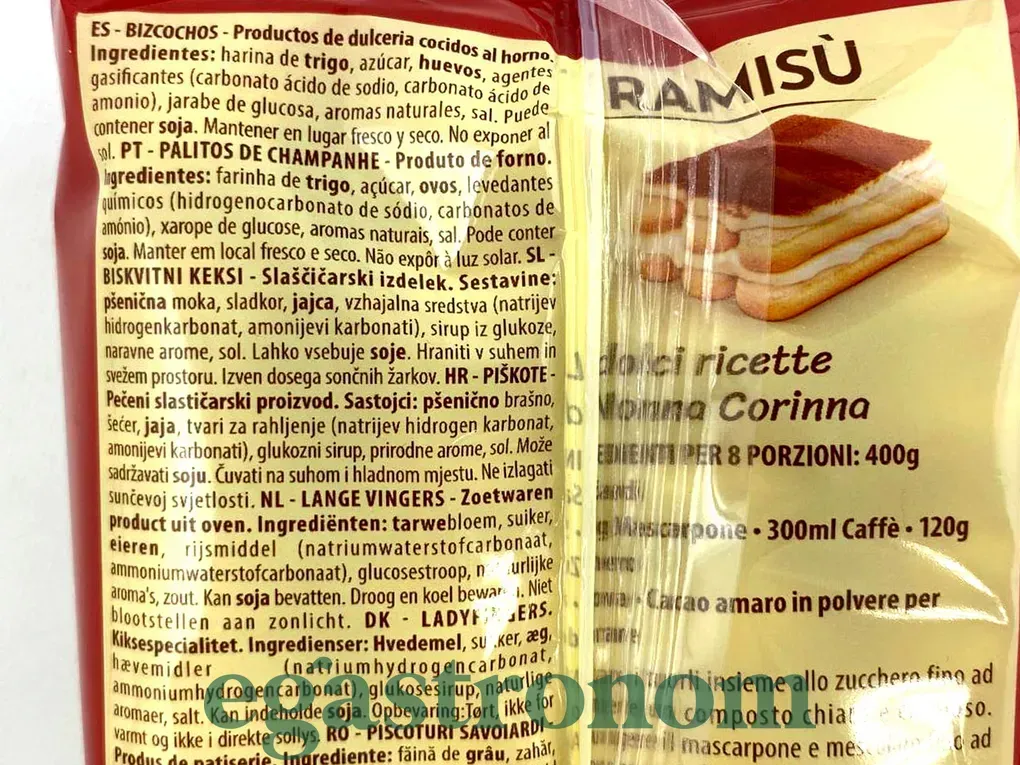 ES - BIZCOCHOS - Productos de dulceria cocidos al horno.
Ingredientes: harina de trigo, azúcar, huevos, agentes
gasificantes (carbonato ácido de sodio, carbonato ácido de
amonio), jarabe de glucosa, aromas naturales, sal. Puede
contener soja. Mantener en lugar fresco y seco. No exponer al
sol. PT - PALITOS DE CHAMPANHE - Produto de forno.
Ingredientes: farinha de trigo, açúcar, ovos, levedantes
químicos (hidrogenocarbonato de sódio, carbonatos de
amónio), xarope de glucose, aromas naturais, sal. Pode conter
soja. Manter em local fresco e seco. Não expôr à luz solar. SL -
BISKVITNI KEKSI - Slaščičarski izdelek. Sestavine:
pšenična moka, sladkor, jajca, vzhajalna sredstva (natrijev
hidrogenkarbonat, amonijevi karbonati), sirup iz glukoze,
naravne arome, sol. Lahko vsebuje soje. Hraniti v suhem in
svežem prostoru. Izven dosega sončnih žarkov. HR - PIŠKOTE -
Pečeni slastičarski proizvod. Sastojci: pšenično brašno,
šećer, jaja, tvari za rahljenje (natrijev hidrogen karbonat,
amonijevi karbonati), glukozni sirup, prirodne arome, sol. Može
sadržavati soju. Čuvati na suhom i hladnom mjestu. Ne izlagati
sunčevoj svjetlosti. NL - LANGE VINGERS - Zoetwaren
product uit oven. Ingrediënten: tarwebloem, suiker,
eieren, rijsmiddel (natriumwaterstofcarbonaat,
ammoniumwaterstofcarbonaat), glucosestroop, natuurlijke
aroma's, zout. Kan soja bevatten. Droog en koel bewaren. Niet
blootstellen aan zonlicht. DK - LADYFINGERS.
Kiksespecialitet. Ingredienser: Hvedemel, sukker, æg,
hævemidler (natriumhydrogencarbonat,
ammoniumhydrogencarbonat), glukosesirup, naturlige
aromaer, salt. Kan indeholde soja. Opbevaring:Tørt, ikke for
varmt og ikke i direkte sollys. RO - PISCOTURI SAVOIARDI
Produs de patiserie. Ingrediente: făină de grâu, zahăr,
RAMISÙ
dolci ricette
Nonna Corinna
PER 8 PORZIONI: 400g
Mascarpone • 300ml Caffè • 120g
Cacao amaro in polvere per
insieme allo zucchero fino ad
composto
il mascarpone e ad
egastronom